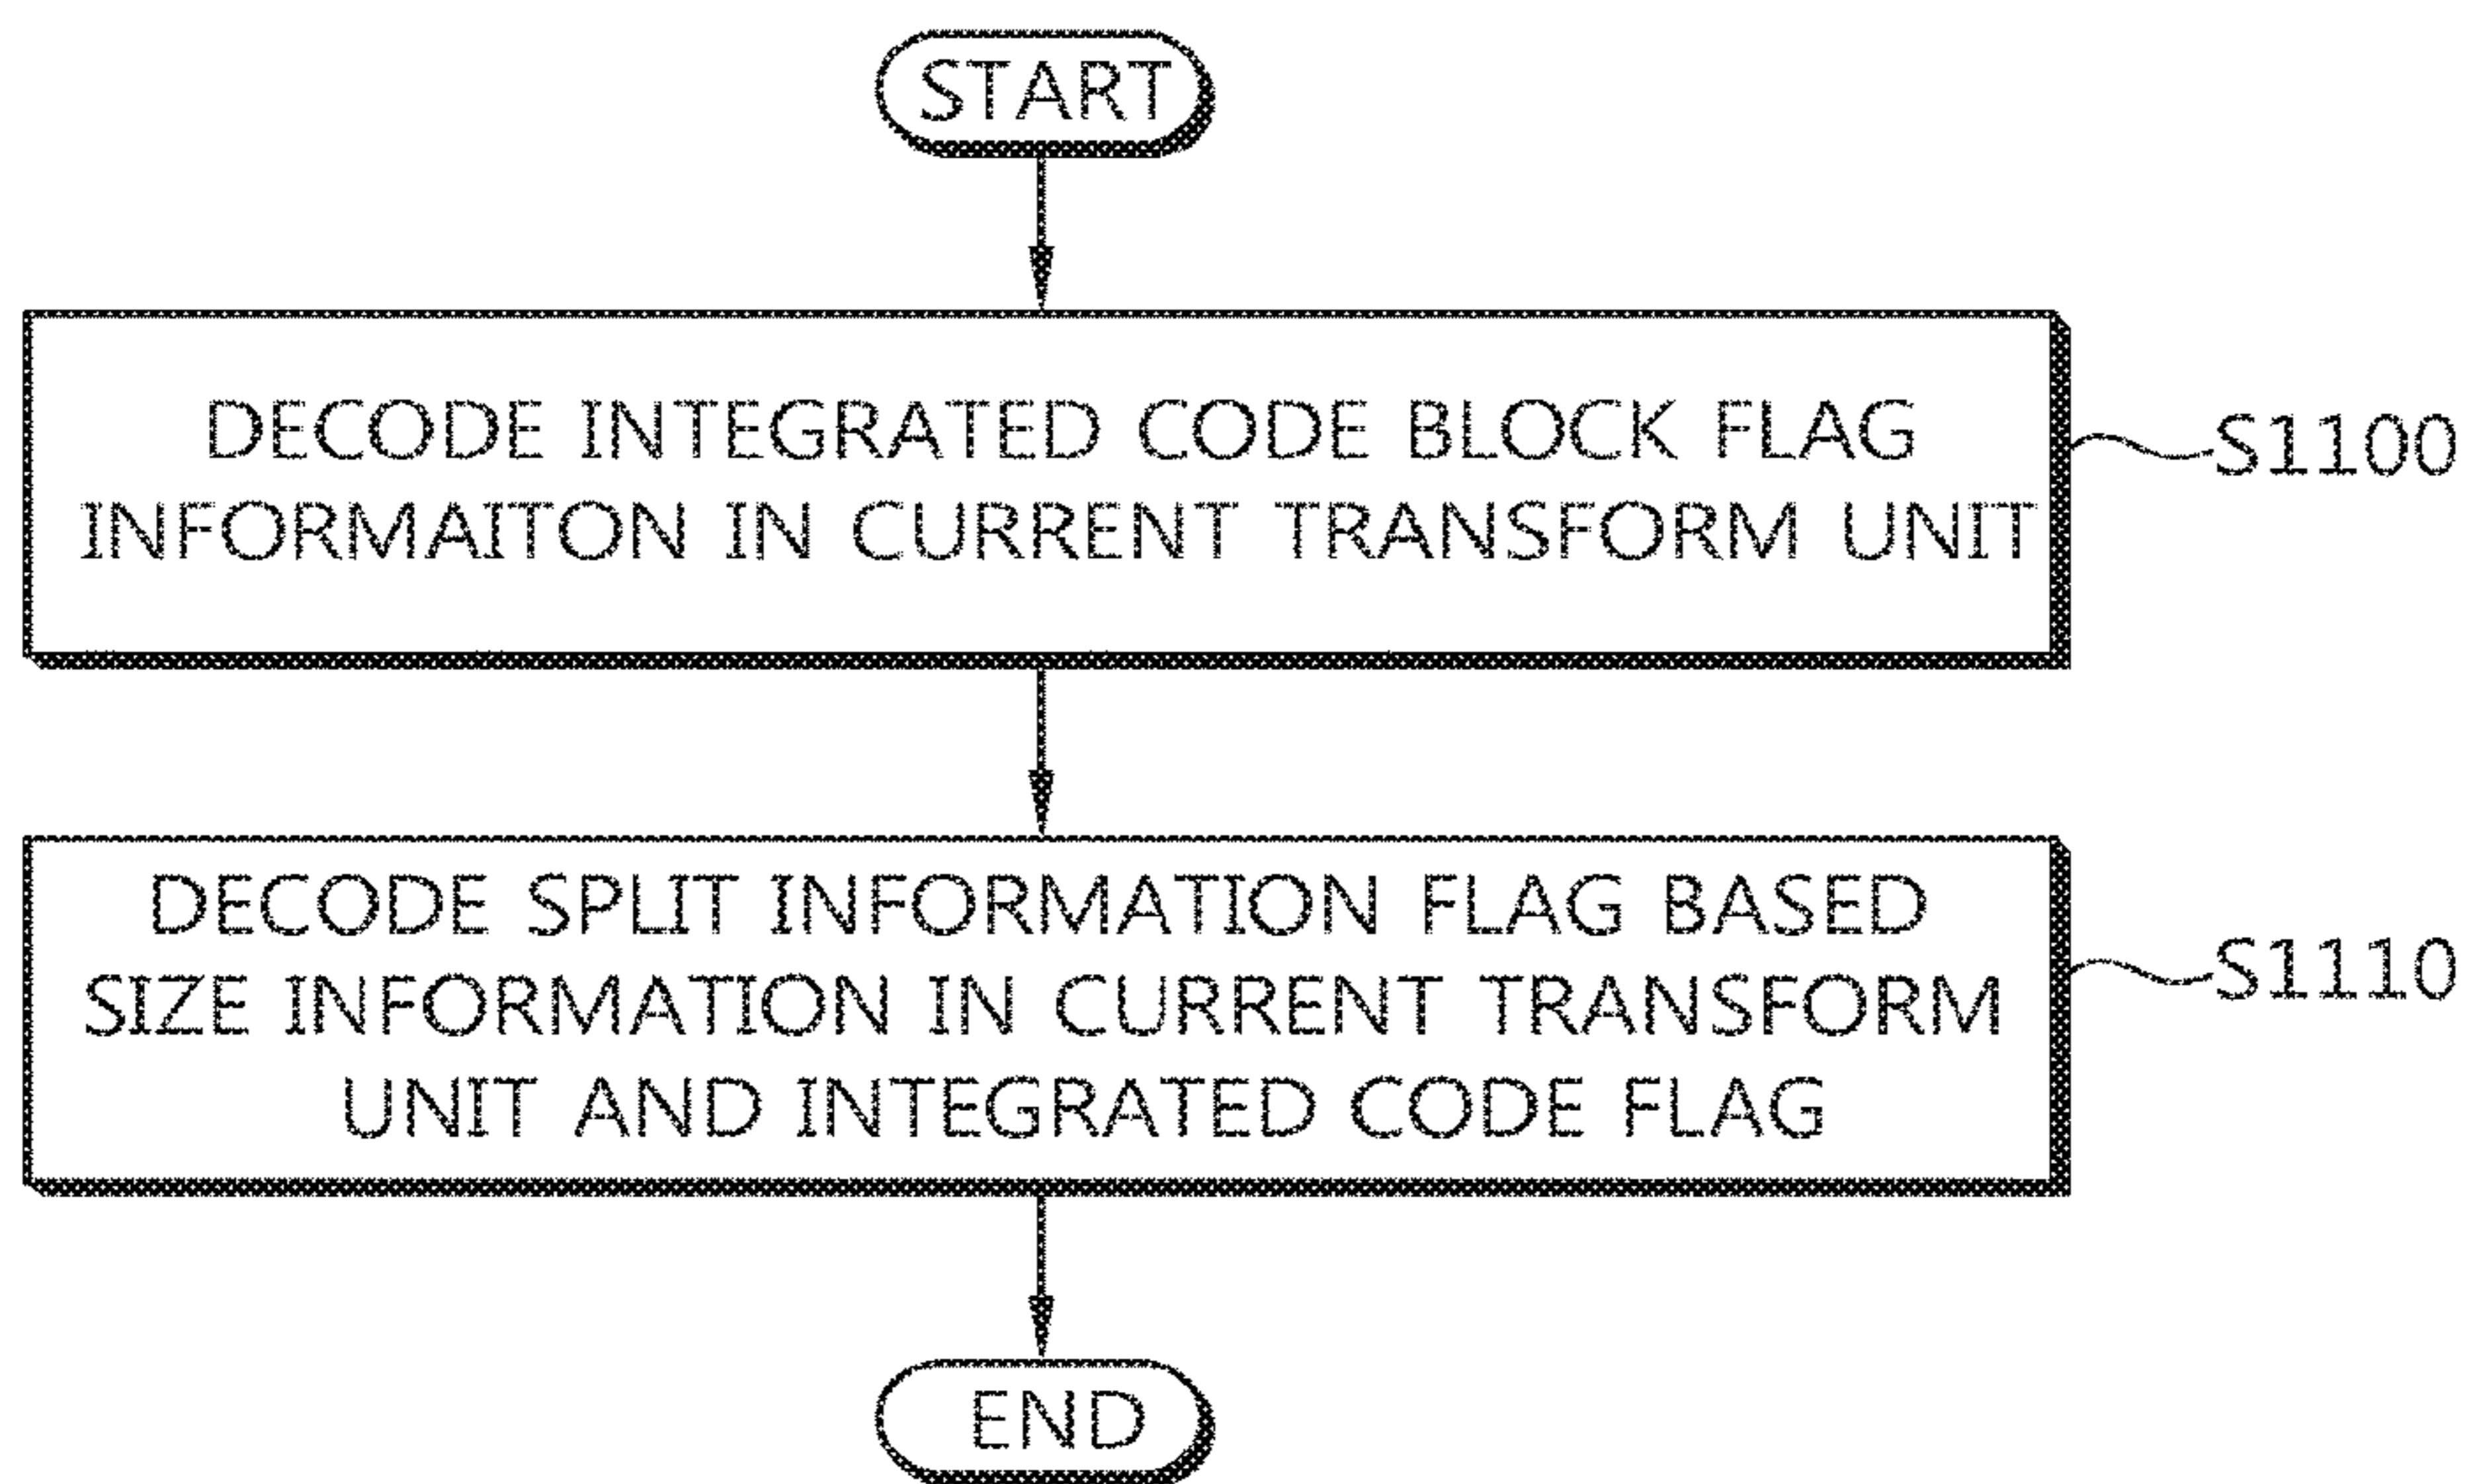 START
DECODE INTEGRATED CODE BLOCK FLAG
INFORMAITON IN CURRENT TRANSFORM UNIT
S1100
DECODE SPLIT INFORMATION FLAG BASED
SIZE INFORMATION IN CURRENT TRANSFORM
UNIT AND INTEGRATED CODE FLAG
S1110
END